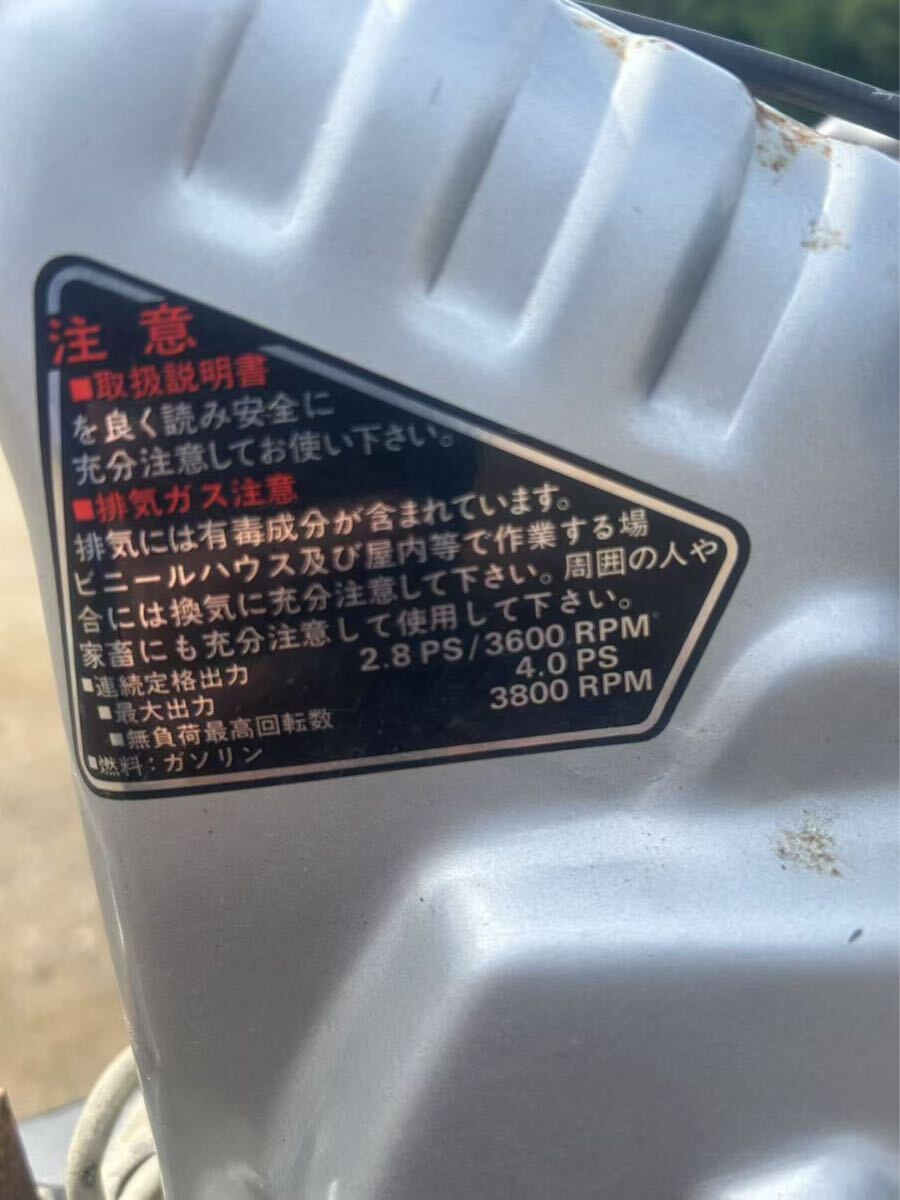 注意
■取扱説明書
を良く読み安全に
充分注意してお使い下さい。
■排気ガス注意
排気には有毒成分が含まれています。
ビニールハウス及び屋内等で作業する場
合には換気に充分注意して下さい。周囲の人や
家畜にも充分注意して使用して下さい。
■連続定格出力 2.8 PS/3600 RPM
■最大出力 4.0 PS
■無負荷最高回転数 3800 RPM
■燃料:ガソリン